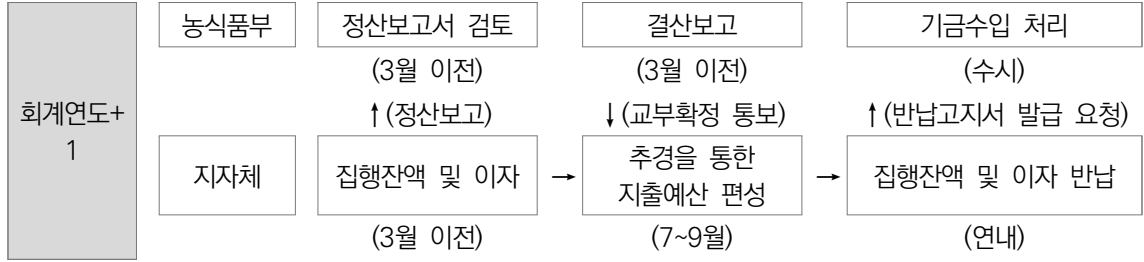 농식품부 정산보고서 검토 결산보고 기금수입 처리
(3월 이전) (3월 이전) (수시)
회계연도+
1
↑(정산보고) ↓(교부확정 통보) ↑(반납고지서 발급 요청)
지자체 집행잔액 및 이자 → 추경을 통한
지출예산 편성 → 집행잔액 및 이자 반납
(3월 이전) (7~9월) (연내)